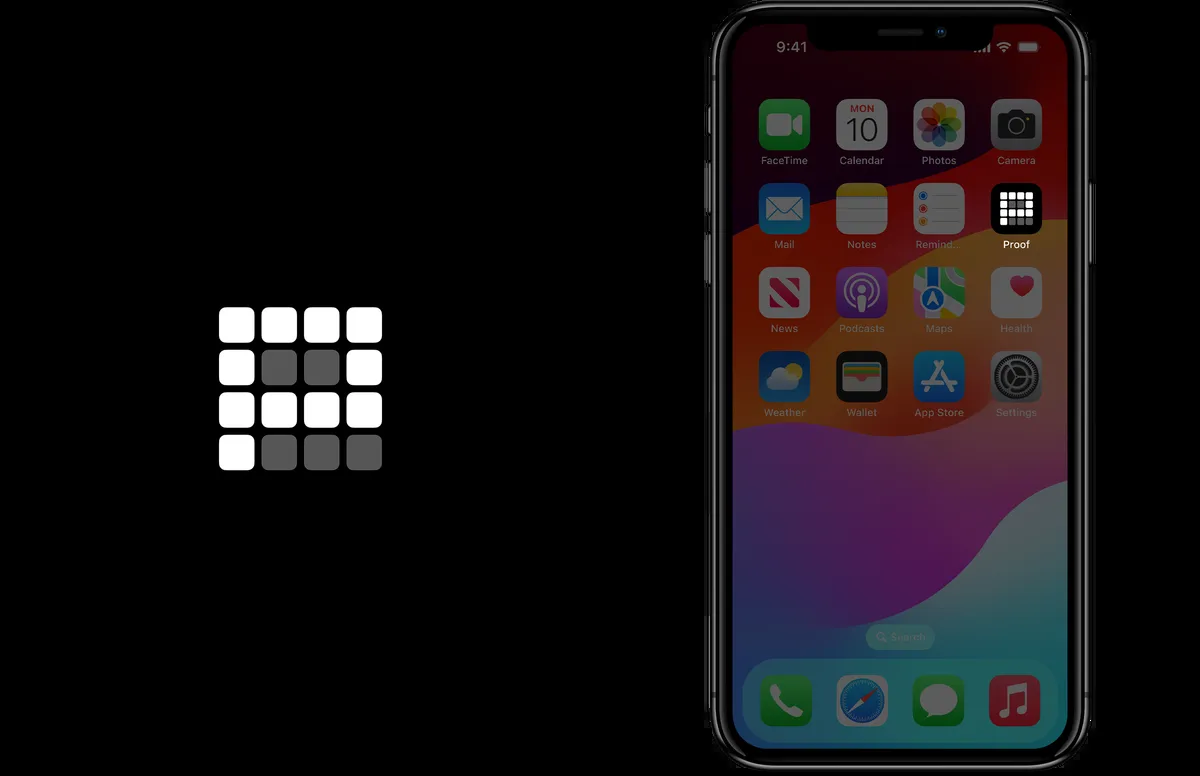 9:41
MON
10
FaceTime Calendar Photos Camera
Mail Notes Remind... Proof
News Podcasts Maps Health
Weather Wallet App Store Settings
Search